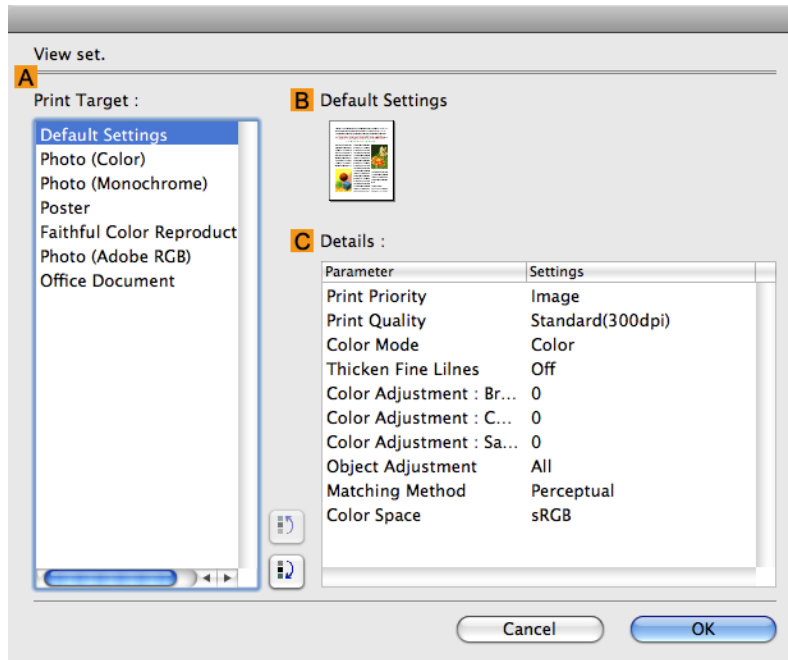 View set.
A
Print Target :
Default Settings
Photo (Color)
Photo (Monochrome)
Poster
Faithful Color Reproduct
Photo (Adobe RGB)
Office Document
B Default Settings
C Details :
Parameter Settings
Print Priority Image
Print Quality Standard(300dpi)
Color Mode Color
Thicken Fine Lilnes Off
Color Adjustment : Br... 0
Color Adjustment : C... 0
Color Adjustment : Sa... 0
Object Adjustment All
Matching Method Perceptual
Color Space sRGB
Cancel OK